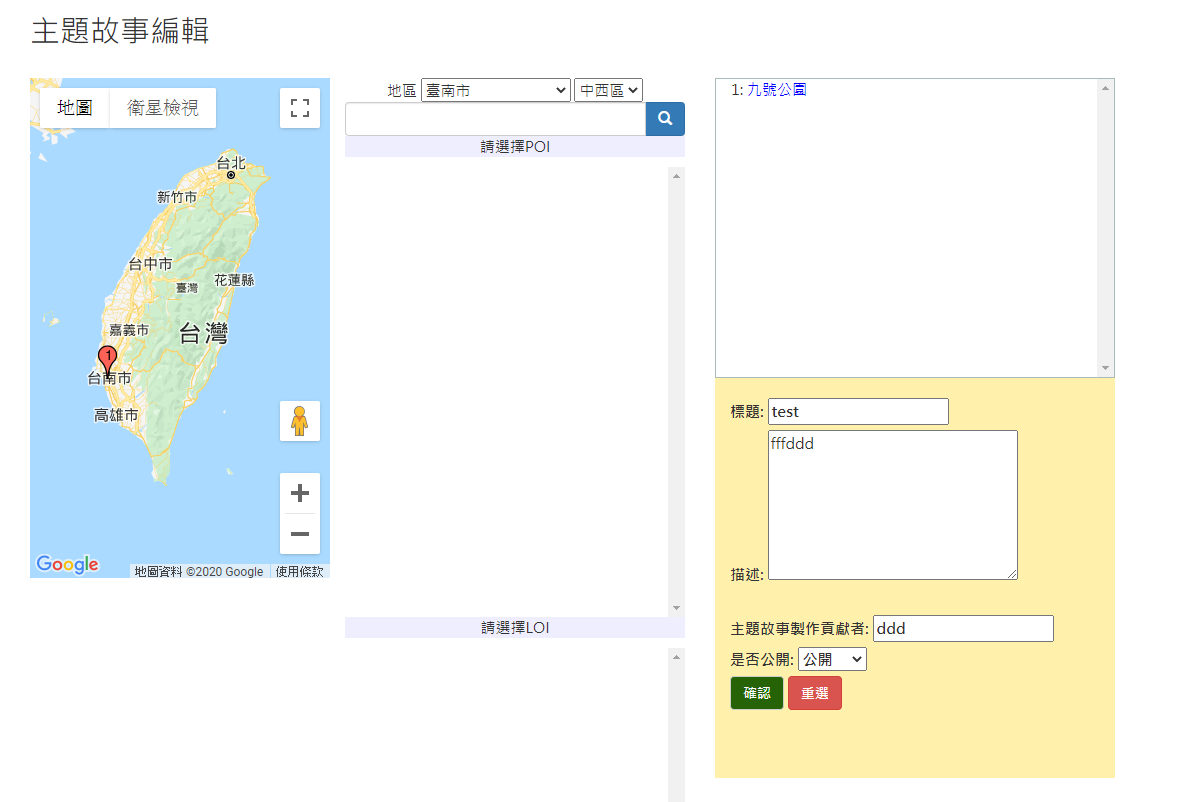 主題故事編輯
地圖 衛星檢視
台北
新竹市
台中市
花蓮縣
臺灣
嘉義市
台灣
1
台南市
高雄市
Google
地圖資料 ©2020 Google 使用條款
地區 臺南市 中西區
請選擇POI
請選擇LOI
1: 九號公園
標題: test
fffddd
描述:
主題故事製作貢獻者: ddd
是否公開: 公開
確認 重選